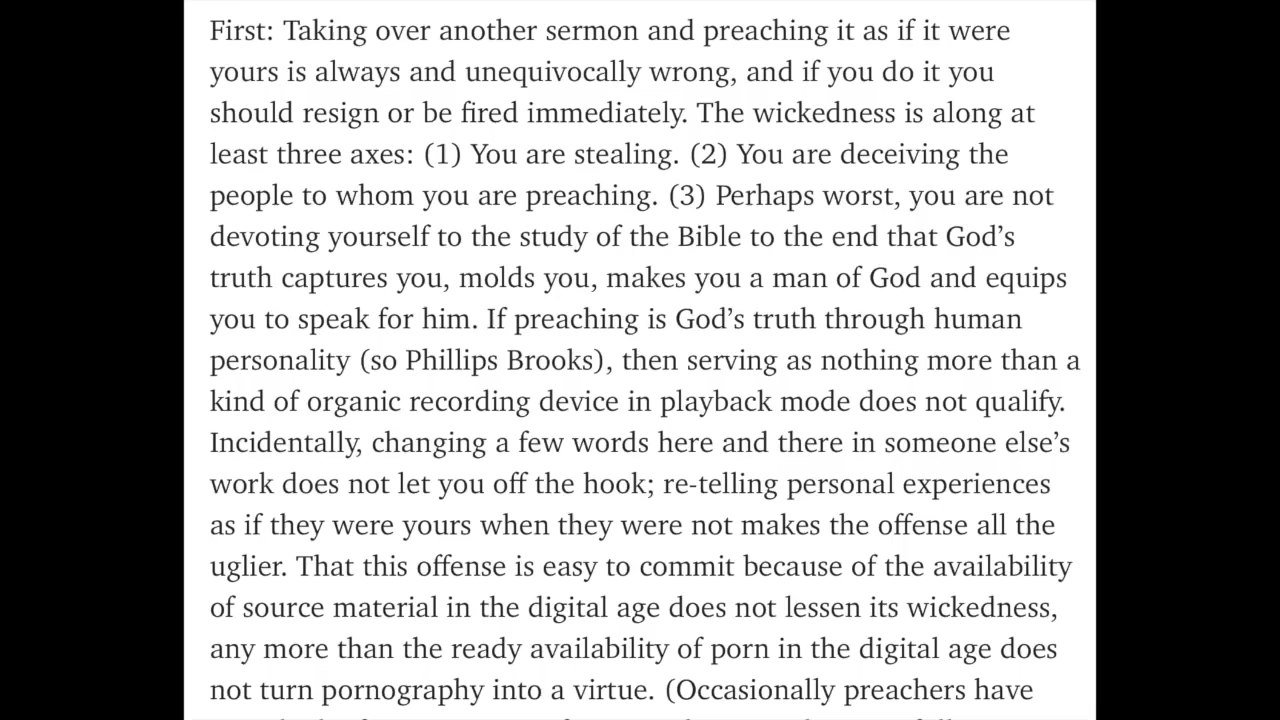 First: Taking over another sermon and preaching it as if it were
yours is always and unequivocally wrong, and if you do it you
should resign or be fired immediately. The wickedness is along at
least three axes: (1) You are stealing. (2) You are deceiving the
people to whom you are preaching. (3) Perhaps worst, you are not
devoting yourself to the study of the Bible to the end that God’s
truth captures you, molds you, makes you a man of God and equips
you to speak for him. If preaching is God’s truth through human
personality (so Phillips Brooks), then serving as nothing more than a
kind of organic recording device in playback mode does not qualify.
Incidentally, changing a few words here and there in someone else’s
work does not let you off the hook; re-telling personal experiences
as if they were yours when they were not makes the offense all the
uglier. That this offense is easy to commit because of the availability
of source material in the digital age does not lessen its wickedness,
any more than the ready availability of porn in the digital age does
not turn pornography into a virtue. (Occasionally preachers have